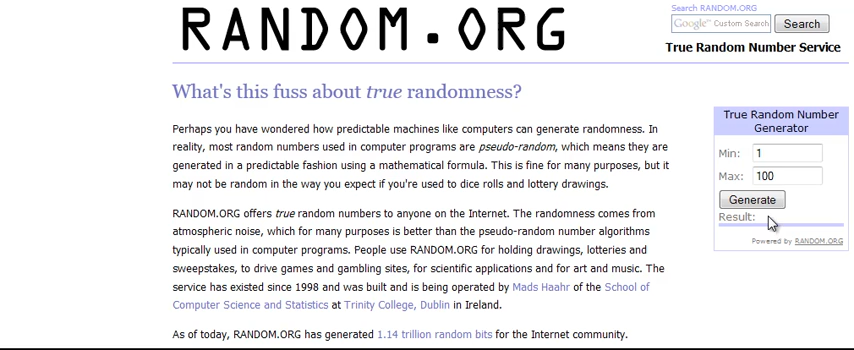 RANDOM.ORG
Search RANDOM.ORG
Google™ Custom Search
Search
True Random Number Service
What's this fuss about true randomness?
Perhaps you have wondered how predictable machines like computers can generate randomness. In
reality, most random numbers used in computer programs are pseudo-random, which means they are
generated in a predictable fashion using a mathematical formula. This is fine for many purposes, but it
may not be random in the way you expect if you're used to dice rolls and lottery drawings.
RANDOM.ORG offers true random numbers to anyone on the Internet. The randomness comes from
atmospheric noise, which for many purposes is better than the pseudo-random number algorithms
typically used in computer programs. People use RANDOM.ORG for holding drawings, lotteries and
sweepstakes, to drive games and gambling sites, for scientific applications and for art and music. The
service has existed since 1998 and was built and is being operated by Mads Haahr of the School of
Computer Science and Statistics at Trinity College, Dublin in Ireland.
As of today, RANDOM.ORG has generated 1.14 trillion random bits for the Internet community.
True Random Number
Generator
Min: 1
Max: 100
Generate
Result:
Powered by RANDOM.ORG